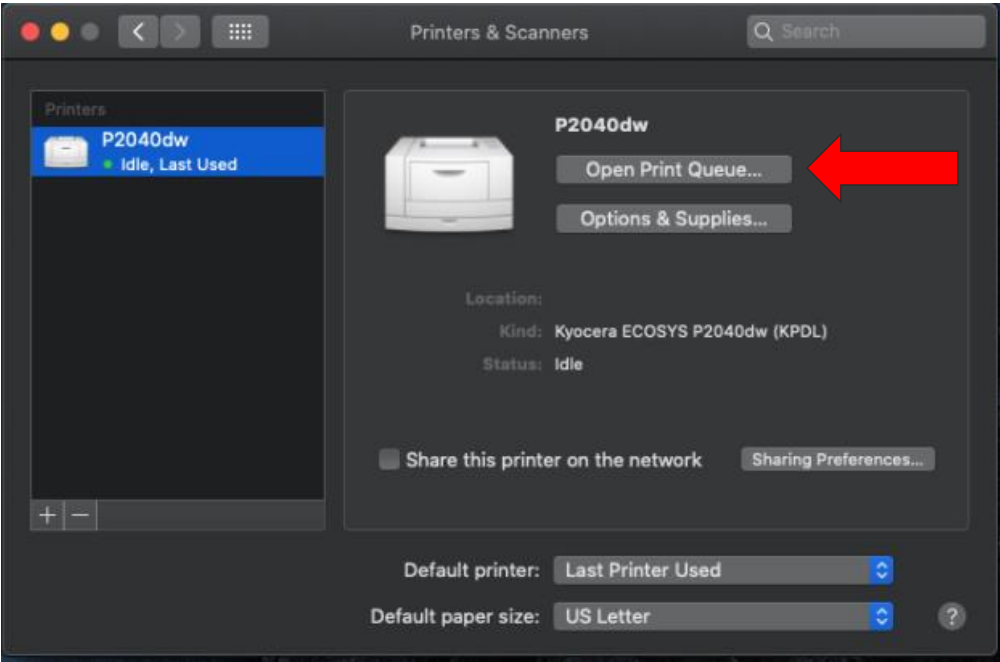 Printers & Scanners
Search
Printers
P2040dw
Idle, Last Used
P2040dw
Open Print Queue...
Options & Supplies...
Location:
Kind: Kyocera ECOSYS P2040dw (KPDL)
Status: Idle
Share this printer on the network
Sharing Preferences...
Default printer: Last Printer Used
Default paper size: US Letter
?